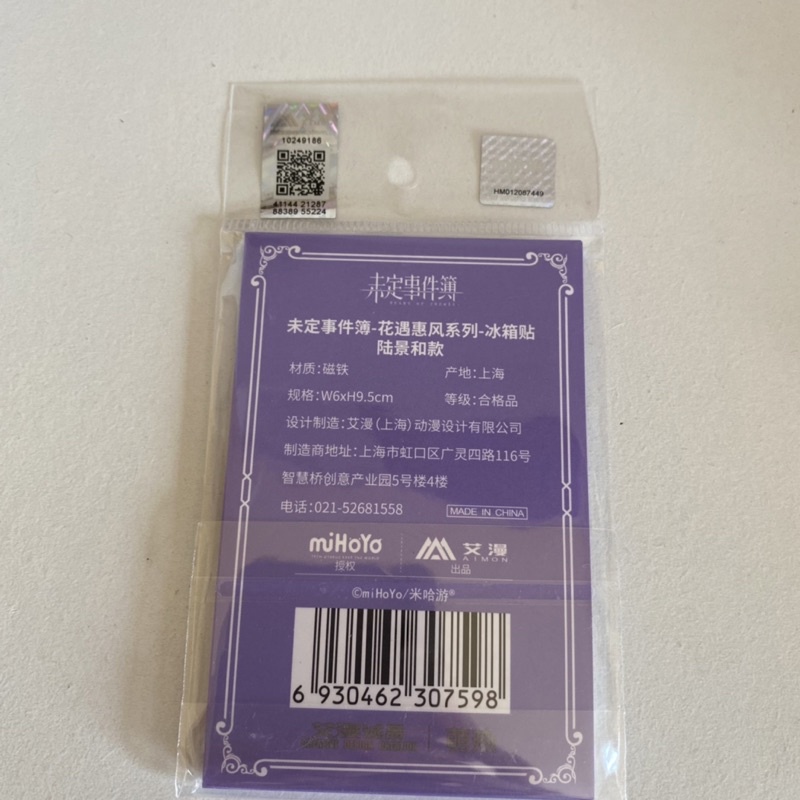 10249186
41144 21287
88389 55224
HM012087449
未定事件簿
TEARS OF THEMIS
未定事件簿-花遇惠风系列-冰箱贴
陆景和款
材质:磁铁
产地:上海
规格:W6xH9.5cm
等级:合格品
设计制造:艾漫(上海)动漫设计有限公司
制造商地址:上海市虹口区广灵四路116号
智慧桥创意产业园5号楼4楼
电话:021-52681558
MADE IN CHINA
miHoYo
授权
艾漫
AIMON
出品
©miHoYo/米哈游®
6 930462 307598